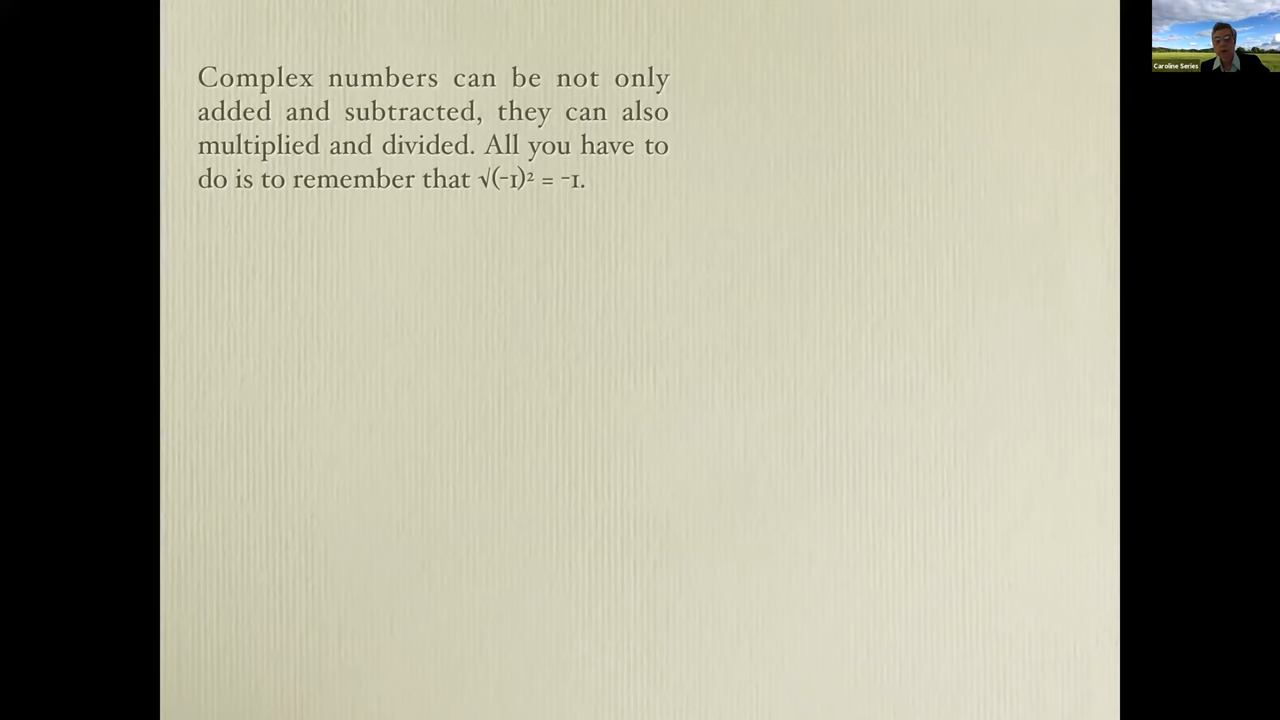 Complex numbers can be not only
added and subtracted, they can also
multiplied and divided. All you have to
do is to remember that √(-1)² = -1.
Caroline Series